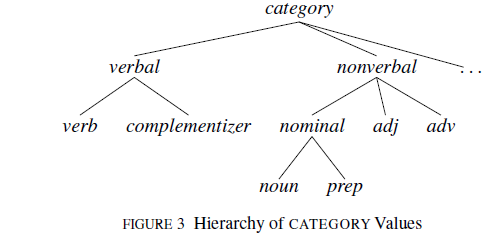 category
verbal nonverbal ...
verb complementizer nominal adj adv
noun prep
FIGURE 3 Hierarchy of CATEGORY Values